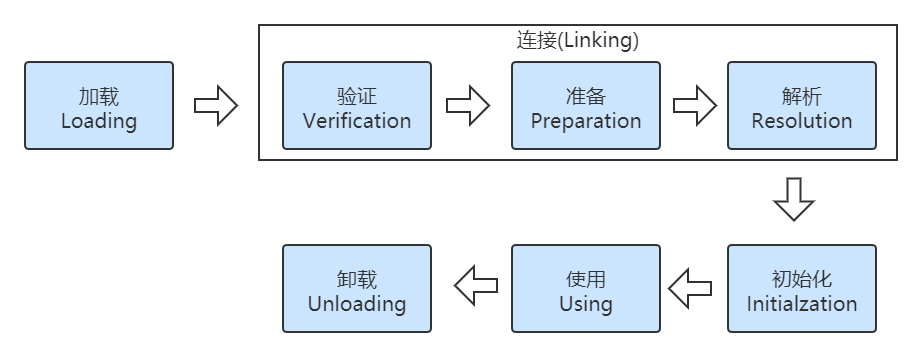 连接(Linking)
加载
Loading
验证
Verification
准备
Preparation
解析
Resolution
初始化
Initialzation
使用
Using
卸载
Unloading